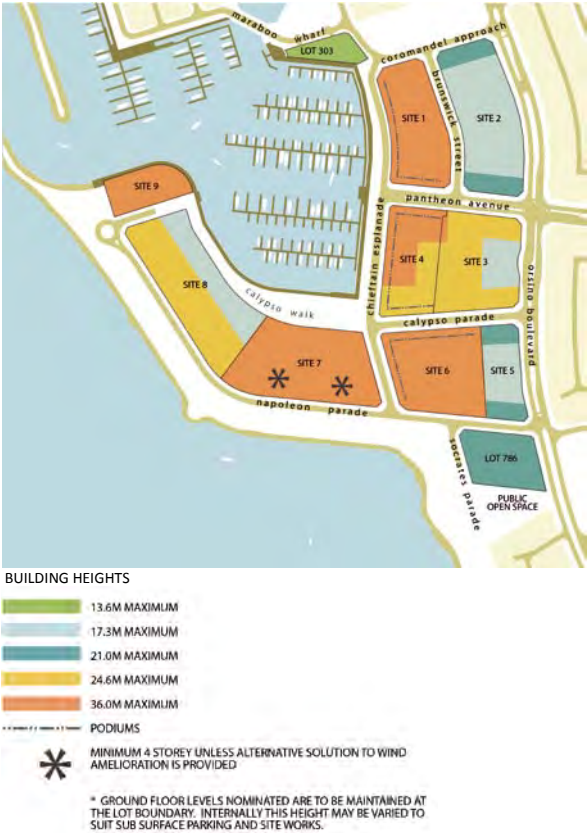 maraboo wharf
LOT 303
coromandel approach
SITE 1
brunswick street
SITE 2
pantheon avenue
SITE 9
chieftain esplanade
SITE 4
SITE 3
SITE 8
calypso walk
orsino boulevard
calypso parade
SITE 7
SITE 6
SITE 5
napoleon parade
socrates parade
LOT 786
PUBLIC
OPEN SPACE
BUILDING HEIGHTS
13.6M MAXIMUM
17.3M MAXIMUM
21.0M MAXIMUM
24.6M MAXIMUM
36.0M MAXIMUM
PODIUMS
MINIMUM 4 STOREY UNLESS ALTERNATIVE SOLUTION TO WIND
AMELIORATION IS PROVIDED
* GROUND FLOOR LEVELS NOMINATED ARE TO BE MAINTAINED AT
THE LOT BOUNDARY. INTERNALLY THIS HEIGHT MAY BE VARIED TO
SUIT SUB SURFACE PARKING AND SITE WORKS.